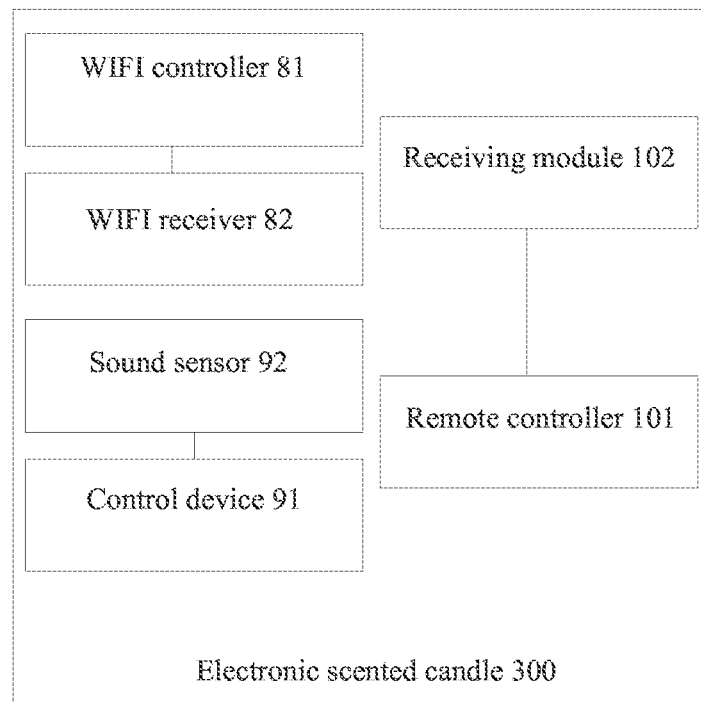 WIFI controller 81
Receiving module 102
WIFI receiver 82
Sound sensor 92
Remote controller 101
Control device 91
Electronic scented candle 300